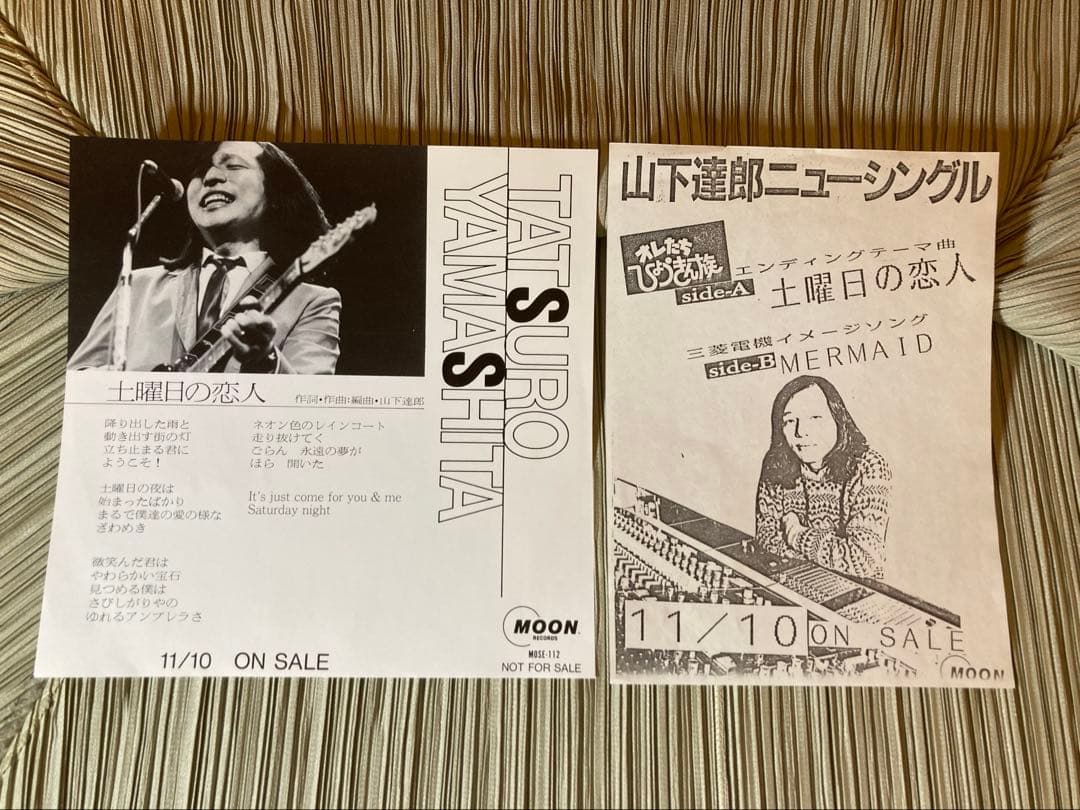 TATSURO
YAMASHITA
土曜日の恋人
作詞・作曲:編曲・山下達郎
降り出した雨と
動き出す街の灯
立ち止まる君に
ようこそ!
土曜日の夜は
始まったばかり
まるで僕達の愛の様な
ざわめき
微笑んだ君は
やわらかい宝石
見つめる僕は
さびしがりやの
ゆれるアンブレラさ
ネオン色のレインコート
走り抜けてく
ごらん 永遠の夢が
ほら 開いた
It's just come for you & me
Saturday night
11/10 ON SALE
MOON
RECORDS
MOSE-112
NOT FOR SALE
山下達郎ニューシングル
オレたち
ひょうきん族
エンディングテーマ曲
side-A
土曜日の恋人
三菱電機イメージソング
side-B MERMAID
11/10 ON SALE
MOON